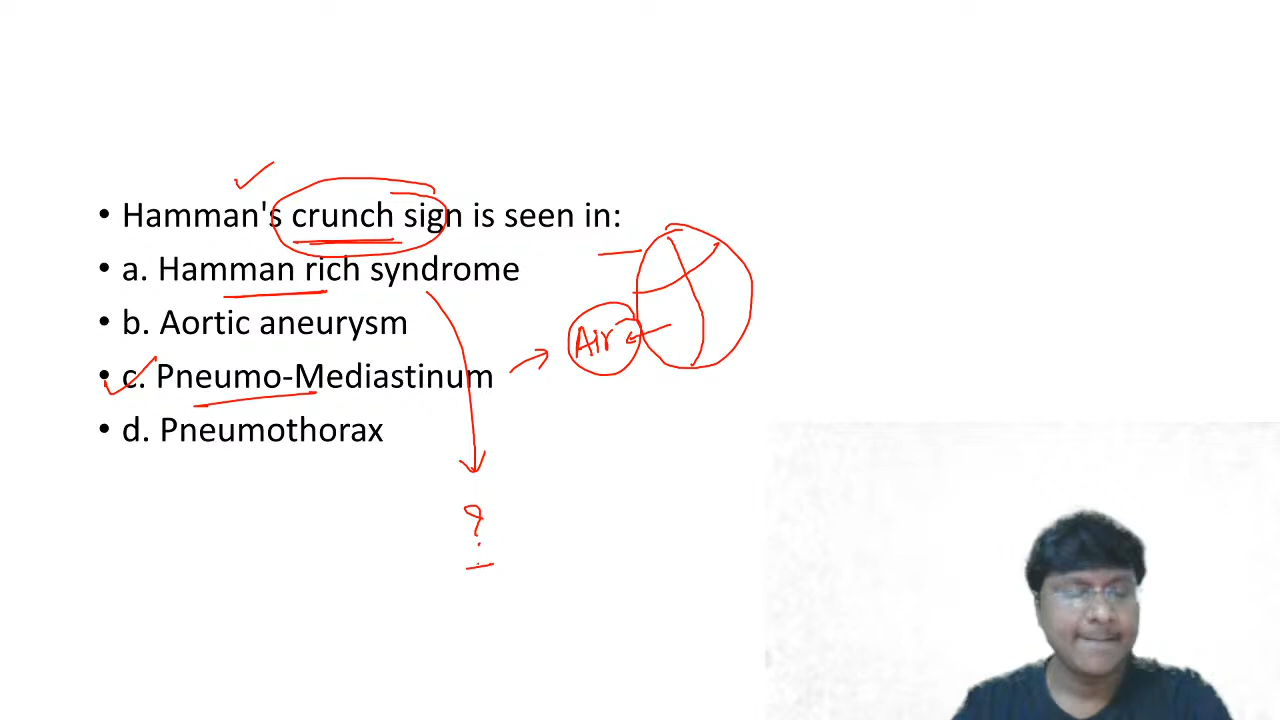 • Hamman's crunch sign is seen in:
• a. Hamman rich syndrome
• b. Aortic aneurysm
• c. Pneumo-Mediastinum
• d. Pneumothorax
Air
?